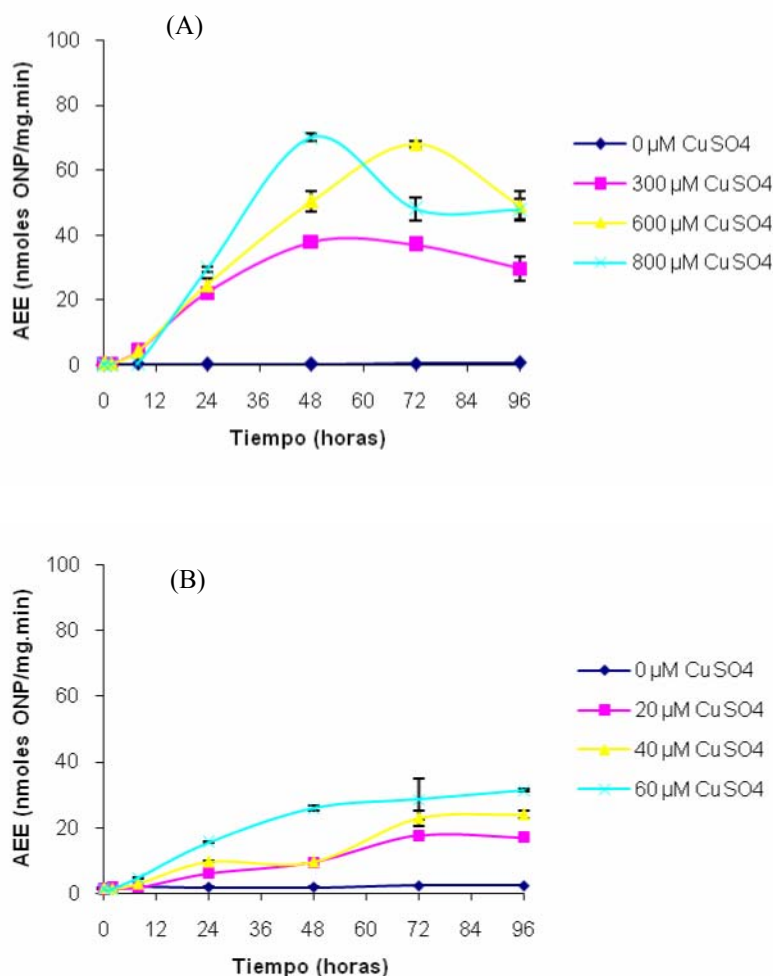 (A)
AEE (nmoles ONP/mg.min)
100
80
60
40
20
0
0 12 24 36 48 60 72 84 96
Tiempo (horas)
0 µM CuSO4
300 µM CuSO4
600 µM CuSO4
800 µM CuSO4
(B)
AEE (nmoles ONP/mg.min)
100
80
60
40
20
0
0 12 24 36 48 60 72 84 96
Tiempo (horas)
0 µM CuSO4
20 µM CuSO4
40 µM CuSO4
60 µM CuSO4